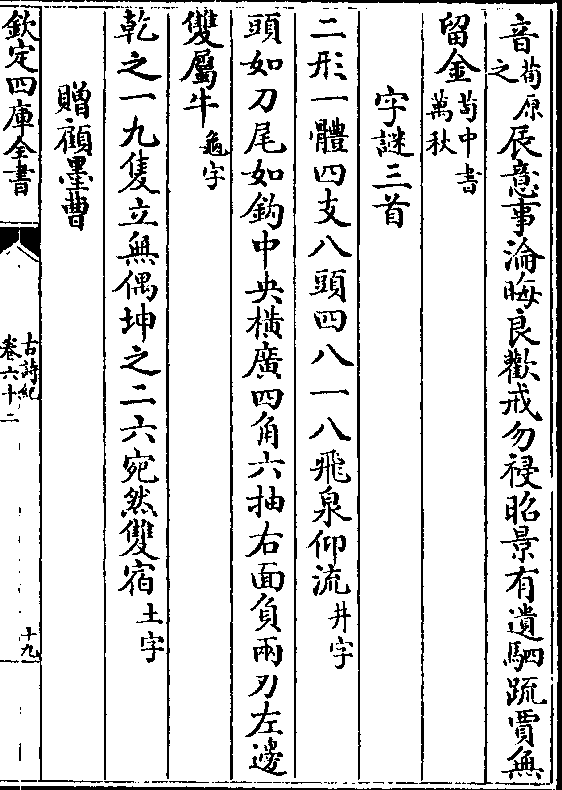 音荀原之扆意事淪晦良歡戒勿祲昭景有遺駟疏賈無
留金荀中書萬秋
字謎三首
二形一體四支八頭四八一八飛泉仰流井字
頭如刀尾如鈎中央橫廣四角六抽右面負兩刃左邊
雙屬牛龜字
乾之一九隻立無偶坤之二六宛然雙宿土字
贈顧墨曹
欽定四庫全書
古詩紀
卷六十二
十九